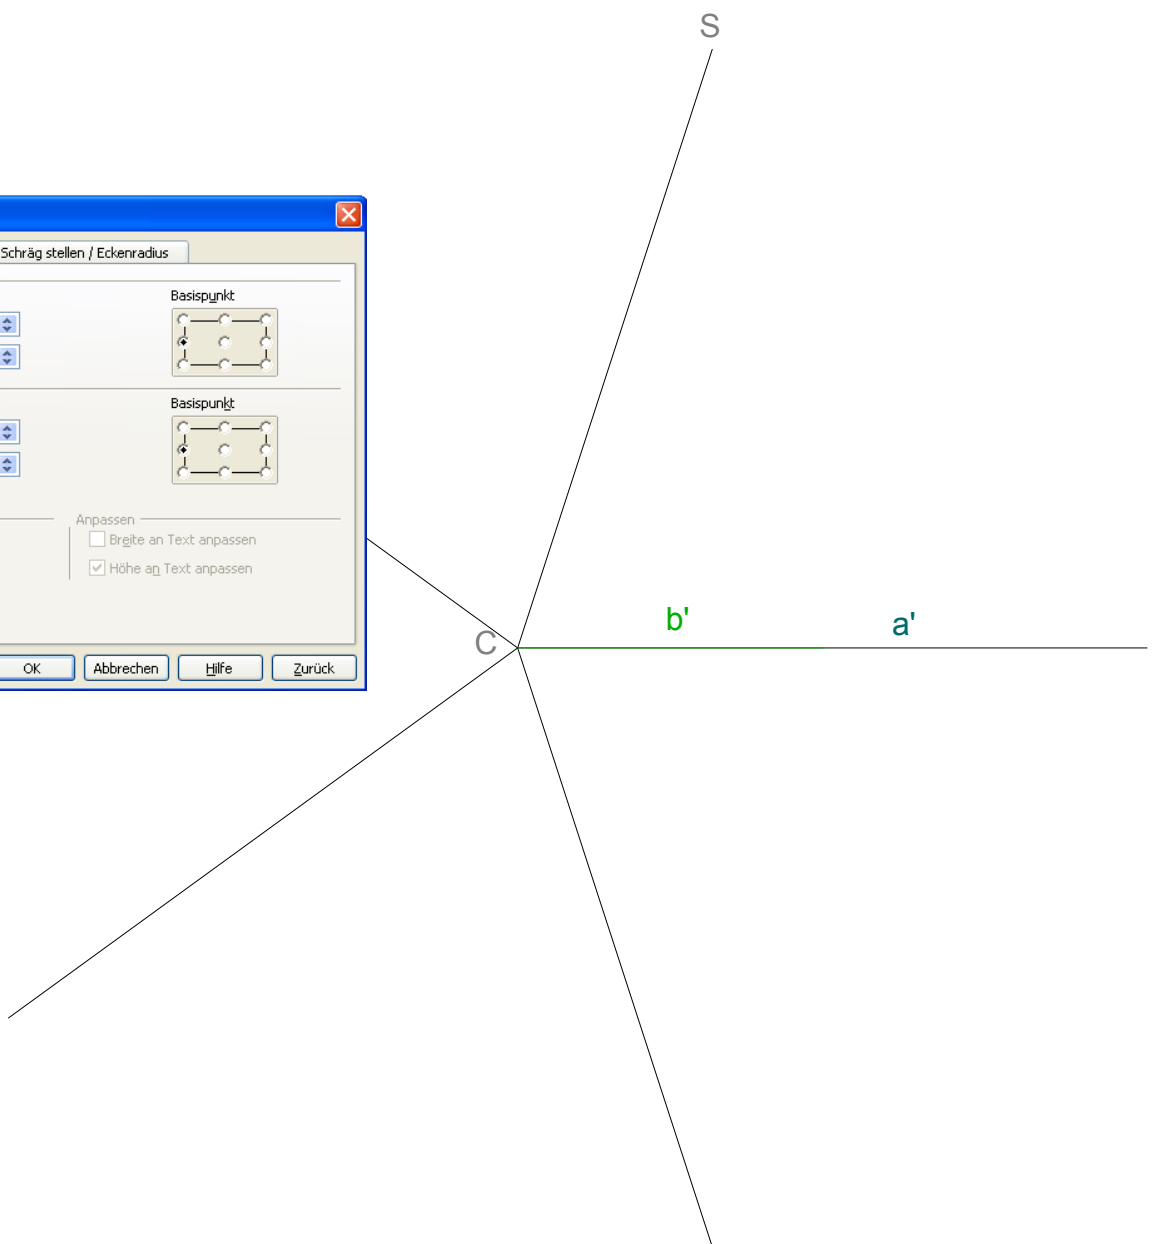 S
Schräg stellen / Eckenradius
Basispunkt
Basispunkt
Anpassen
Breite an Text anpassen
Höhe an Text anpassen
OK Abbrechen Hilfe Zurück
C
b'
a'